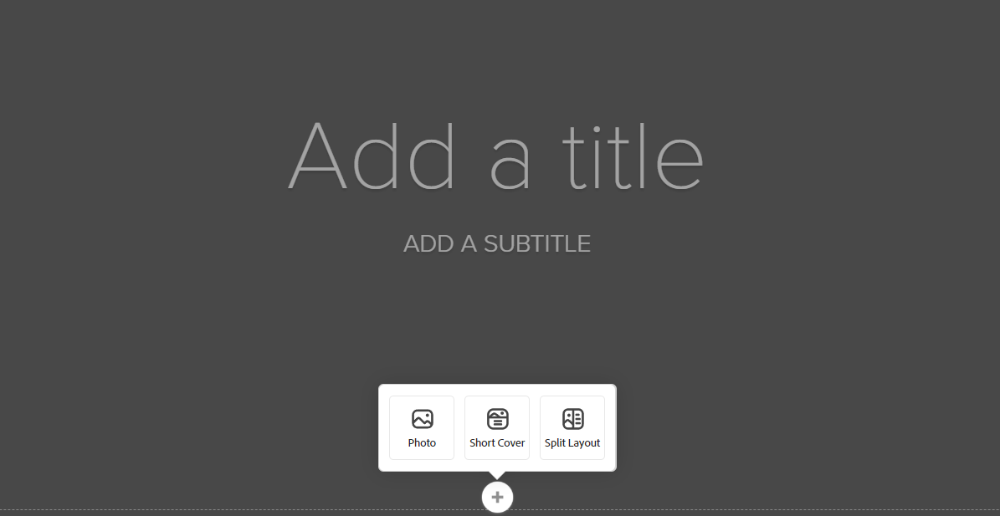 Add a title
ADD A SUBTITLE
Photo
Short Cover
Split Layout